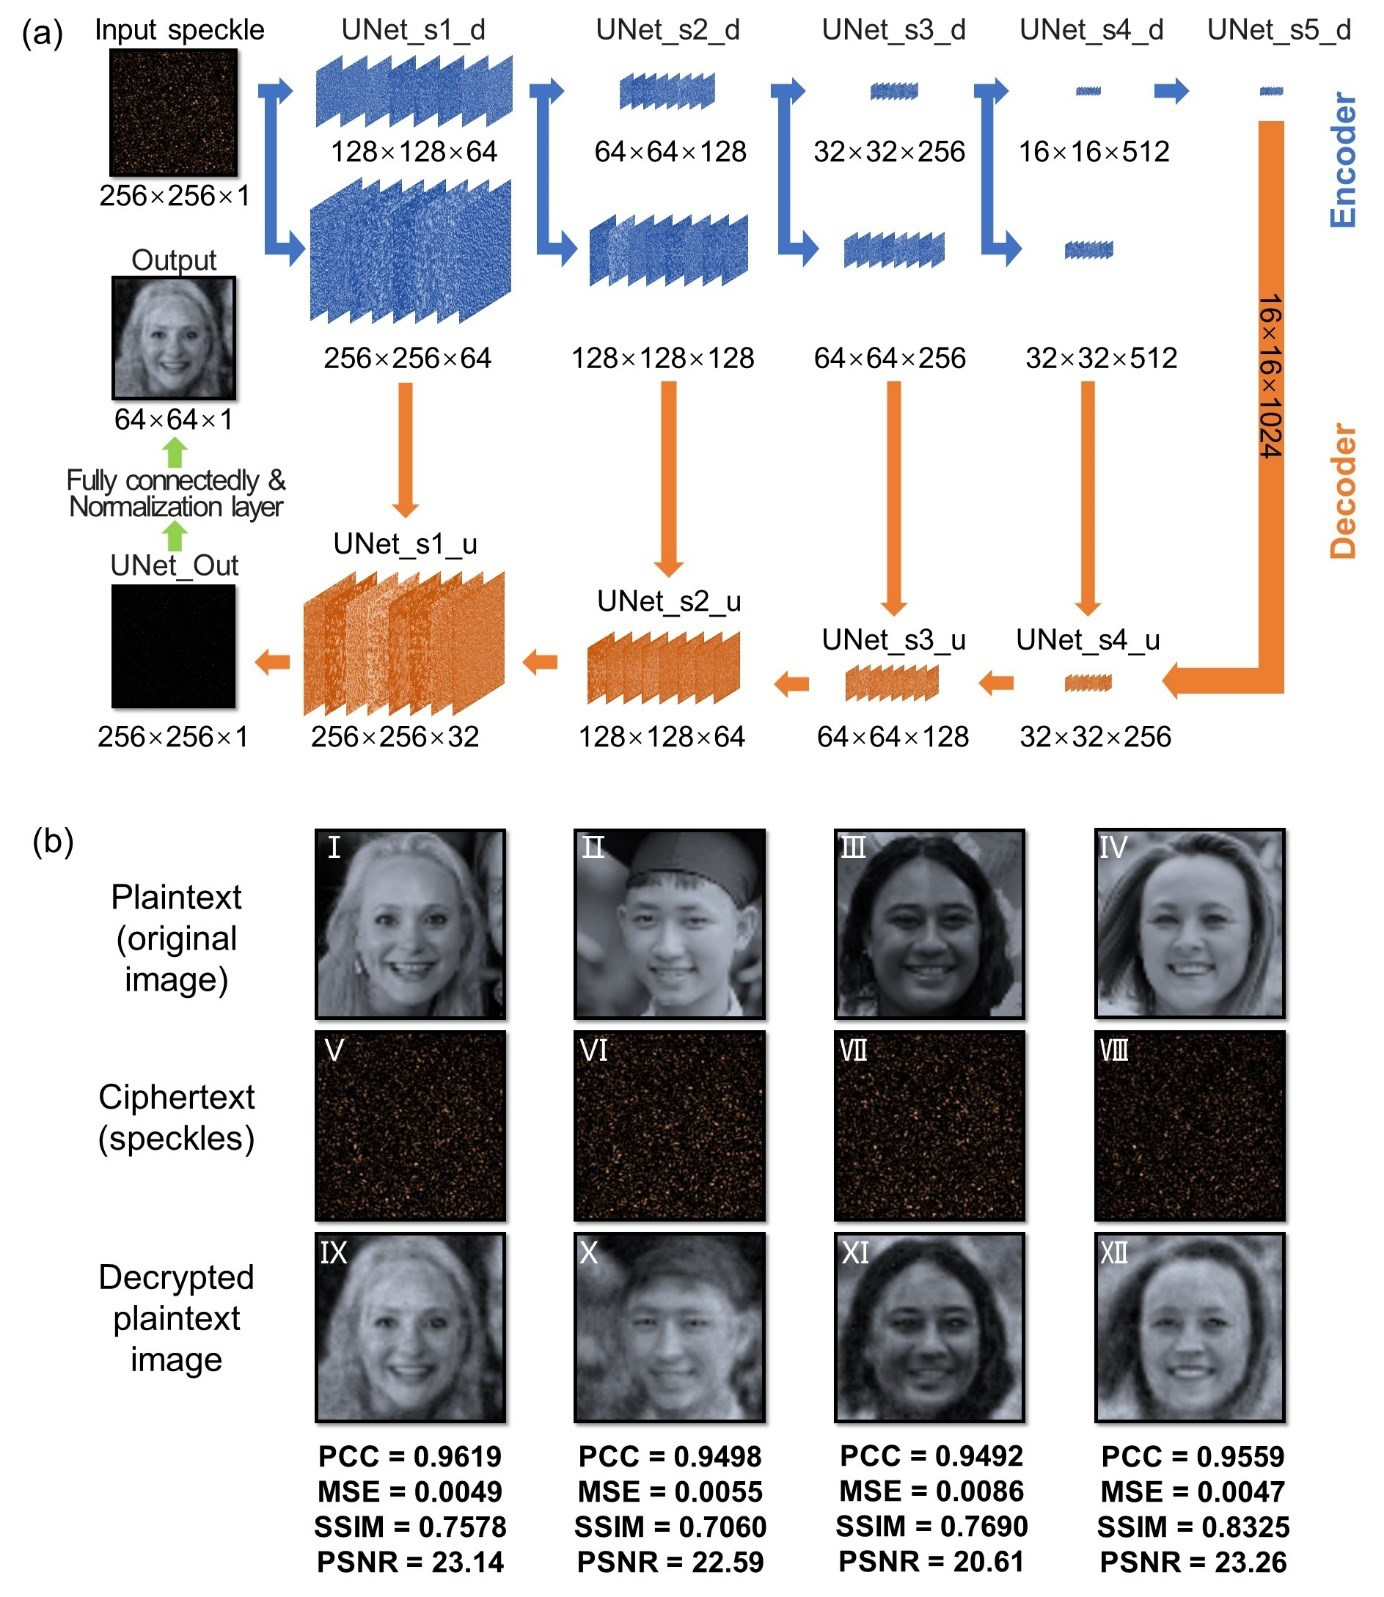 (a)
Input speckle
UNet_s1_d
UNet_s2_d
UNet_s3_d
UNet_s4_d
UNet_s5_d
128×128×64
64×64×128
32×32×256
16×16×512
256×256×1
Encoder
Output
256×256×64
128×128×128
64×64×256
32×32×512
16×16×1024
64×64×1
Decoder
Fully connectedly &
Normalization layer
UNet_Out
UNet_s1_u
UNet_s2_u
UNet_s3_u
UNet_s4_u
256×256×1
256×256×32
128×128×64
64×64×128
32×32×256
(b)
Plaintext
(original
image)
I
II
III
IV
Ciphertext
(speckles)
V
VI
VII
VIII
Decrypted
plaintext
image
IX
X
XI
XII
PCC = 0.9619
MSE = 0.0049
SSIM = 0.7578
PSNR = 23.14
PCC = 0.9498
MSE = 0.0055
SSIM = 0.7060
PSNR = 22.59
PCC = 0.9492
MSE = 0.0086
SSIM = 0.7690
PSNR = 20.61
PCC = 0.9559
MSE = 0.0047
SSIM = 0.8325
PSNR = 23.26